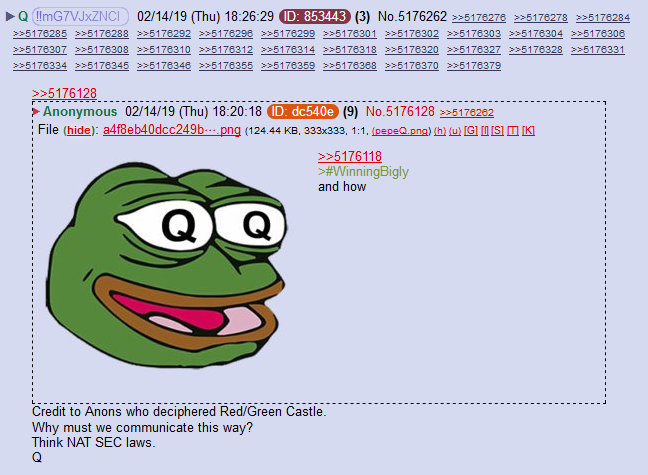 Q !!mG7VJxZNCI 02/14/19 (Thu) 18:26:29 ID: 853443 (3) No.5176262 >>5176276 >>5176278 >>5176284
>>5176285 >>5176288 >>5176292 >>5176296 >>5176299 >>5176301 >>5176302 >>5176303 >>5176304 >>5176306
>>5176307 >>5176308 >>5176310 >>5176312 >>5176314 >>5176318 >>5176320 >>5176327 >>5176328 >>5176331
>>5176334 >>5176345 >>5176346 >>5176355 >>5176359 >>5176368 >>5176370 >>5176379
>>5176128
Anonymous 02/14/19 (Thu) 18:20:18 ID: dc540e (9) No.5176128 >>5176262
File (hide): a4f8eb40dcc249b⋯.png (124.44 KB, 333x333, 1:1, (pepeQ.png) (h) (u) [G] [I] [S] [T] [K]
>>5176118
>#WinningBigly
and how
Q Q
Credit to Anons who deciphered Red/Green Castle.
Why must we communicate this way?
Think NAT SEC laws.
Q